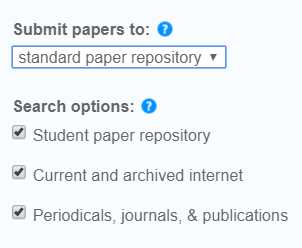 Submit papers to: ?
standard paper repository ▼
Search options: ?
Student paper repository
Current and archived internet
Periodicals, journals, & publications